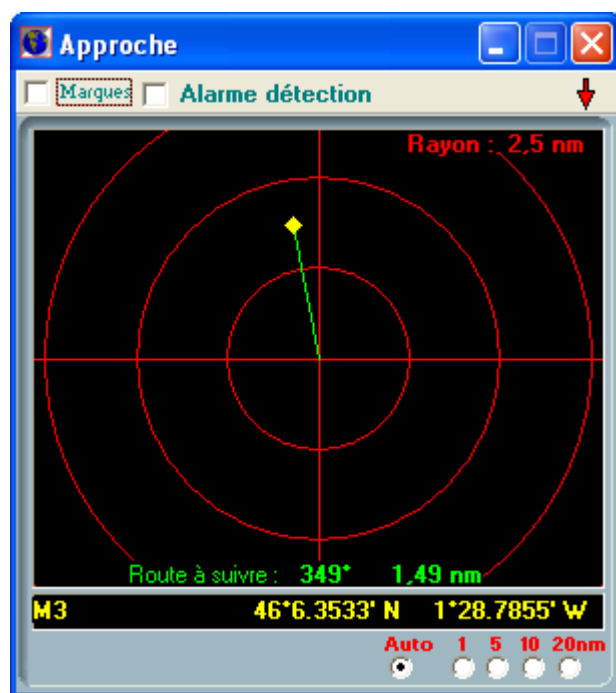 Approche
Marques Alarme détection
Rayon : 2,5 nm
Route à suivre : 349° 1,49 nm
M3 46°6.3533' N 1°28.7855' W
Auto 1 5 10 20nm